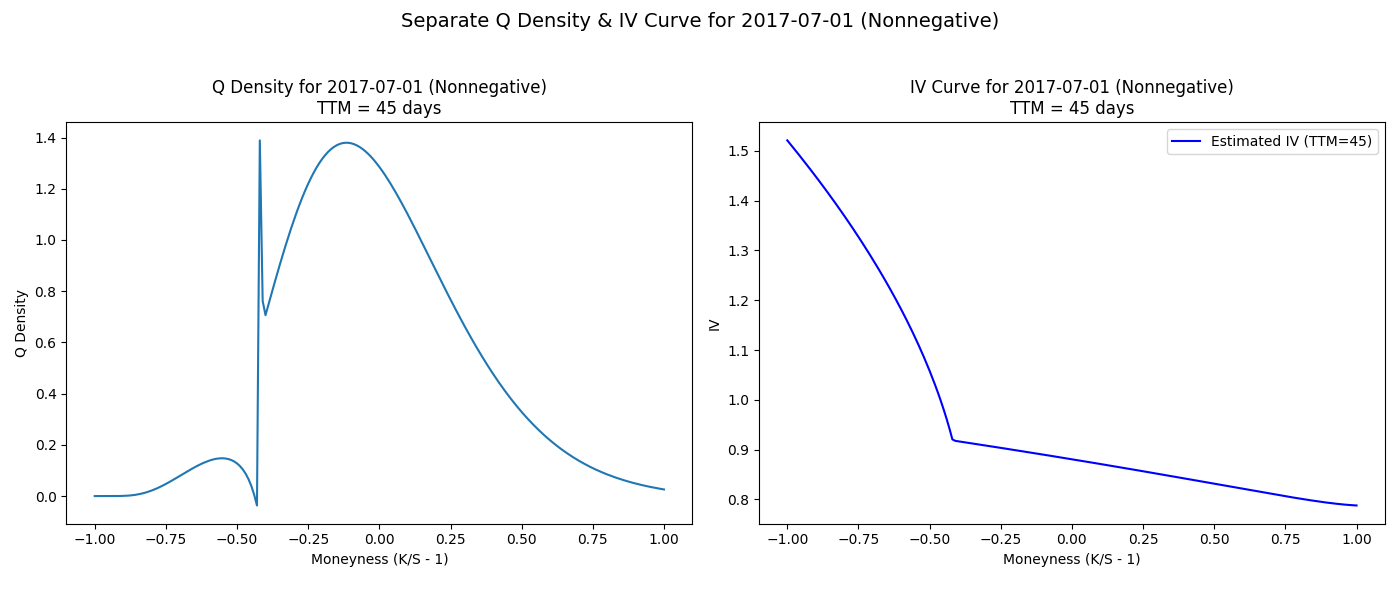 Separate Q Density & IV Curve for 2017-07-01 (Nonnegative)
Q Density for 2017-07-01 (Nonnegative)
TTM = 45 days
Q Density
1.4
1.2
1.0
0.8
0.6
0.4
0.2
0.0
−1.00 −0.75 −0.50 −0.25 0.00 0.25 0.50 0.75 1.00
Moneyness (K/S - 1)
IV Curve for 2017-07-01 (Nonnegative)
TTM = 45 days
Estimated IV (TTM=45)
IV
1.5
1.4
1.3
1.2
1.1
1.0
0.9
0.8
−1.00 −0.75 −0.50 −0.25 0.00 0.25 0.50 0.75 1.00
Moneyness (K/S - 1)